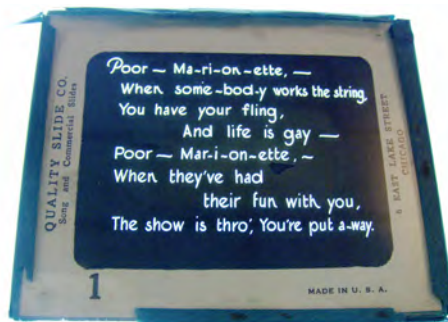 Poor — Ma-ri-on-ette, —
When some-bod-y works the string,
You have your fling,
And life is gay —
Poor — Mar-i-on-ette, ~
When they've had
their fun with you,
The show is thro', You're put a-way.
QUALITY SLIDE CO.
Song and Commercial Slides
6 EAST LAKE STREET
CHICAGO
1
MADE IN U. S. A.